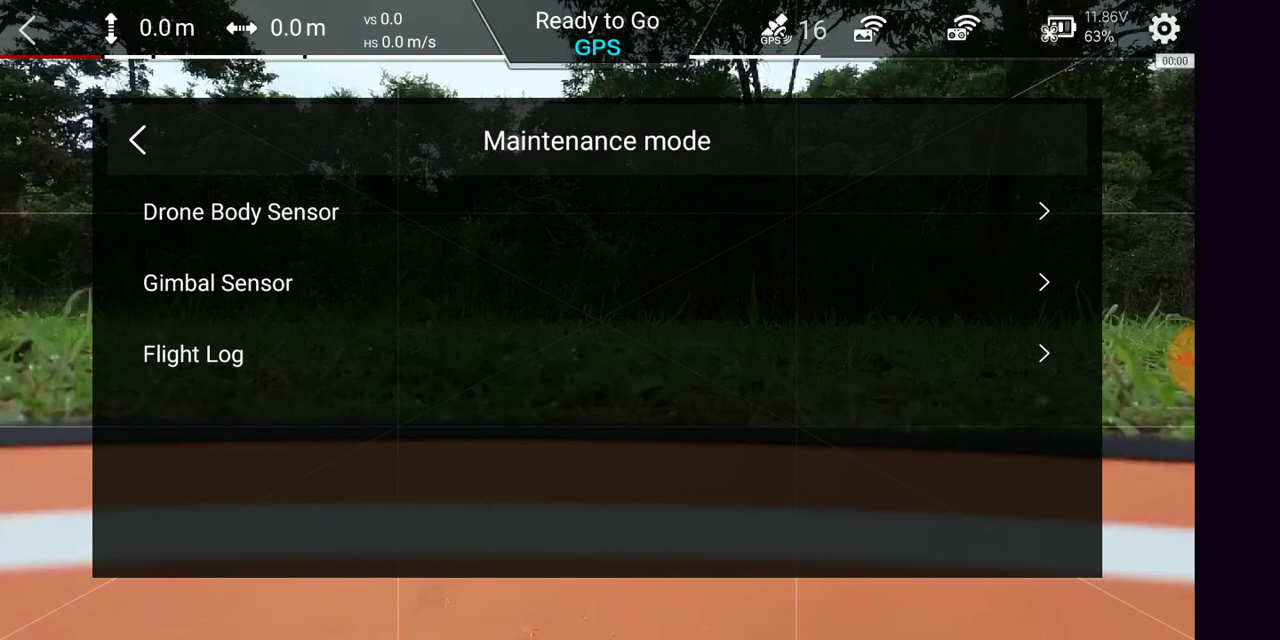 0.0 m
0.0 m
VS 0.0
HS 0.0 m/s
Ready to Go
GPS
GPS
16
11.86V
63%
00:00
Maintenance mode
Drone Body Sensor
Gimbal Sensor
Flight Log